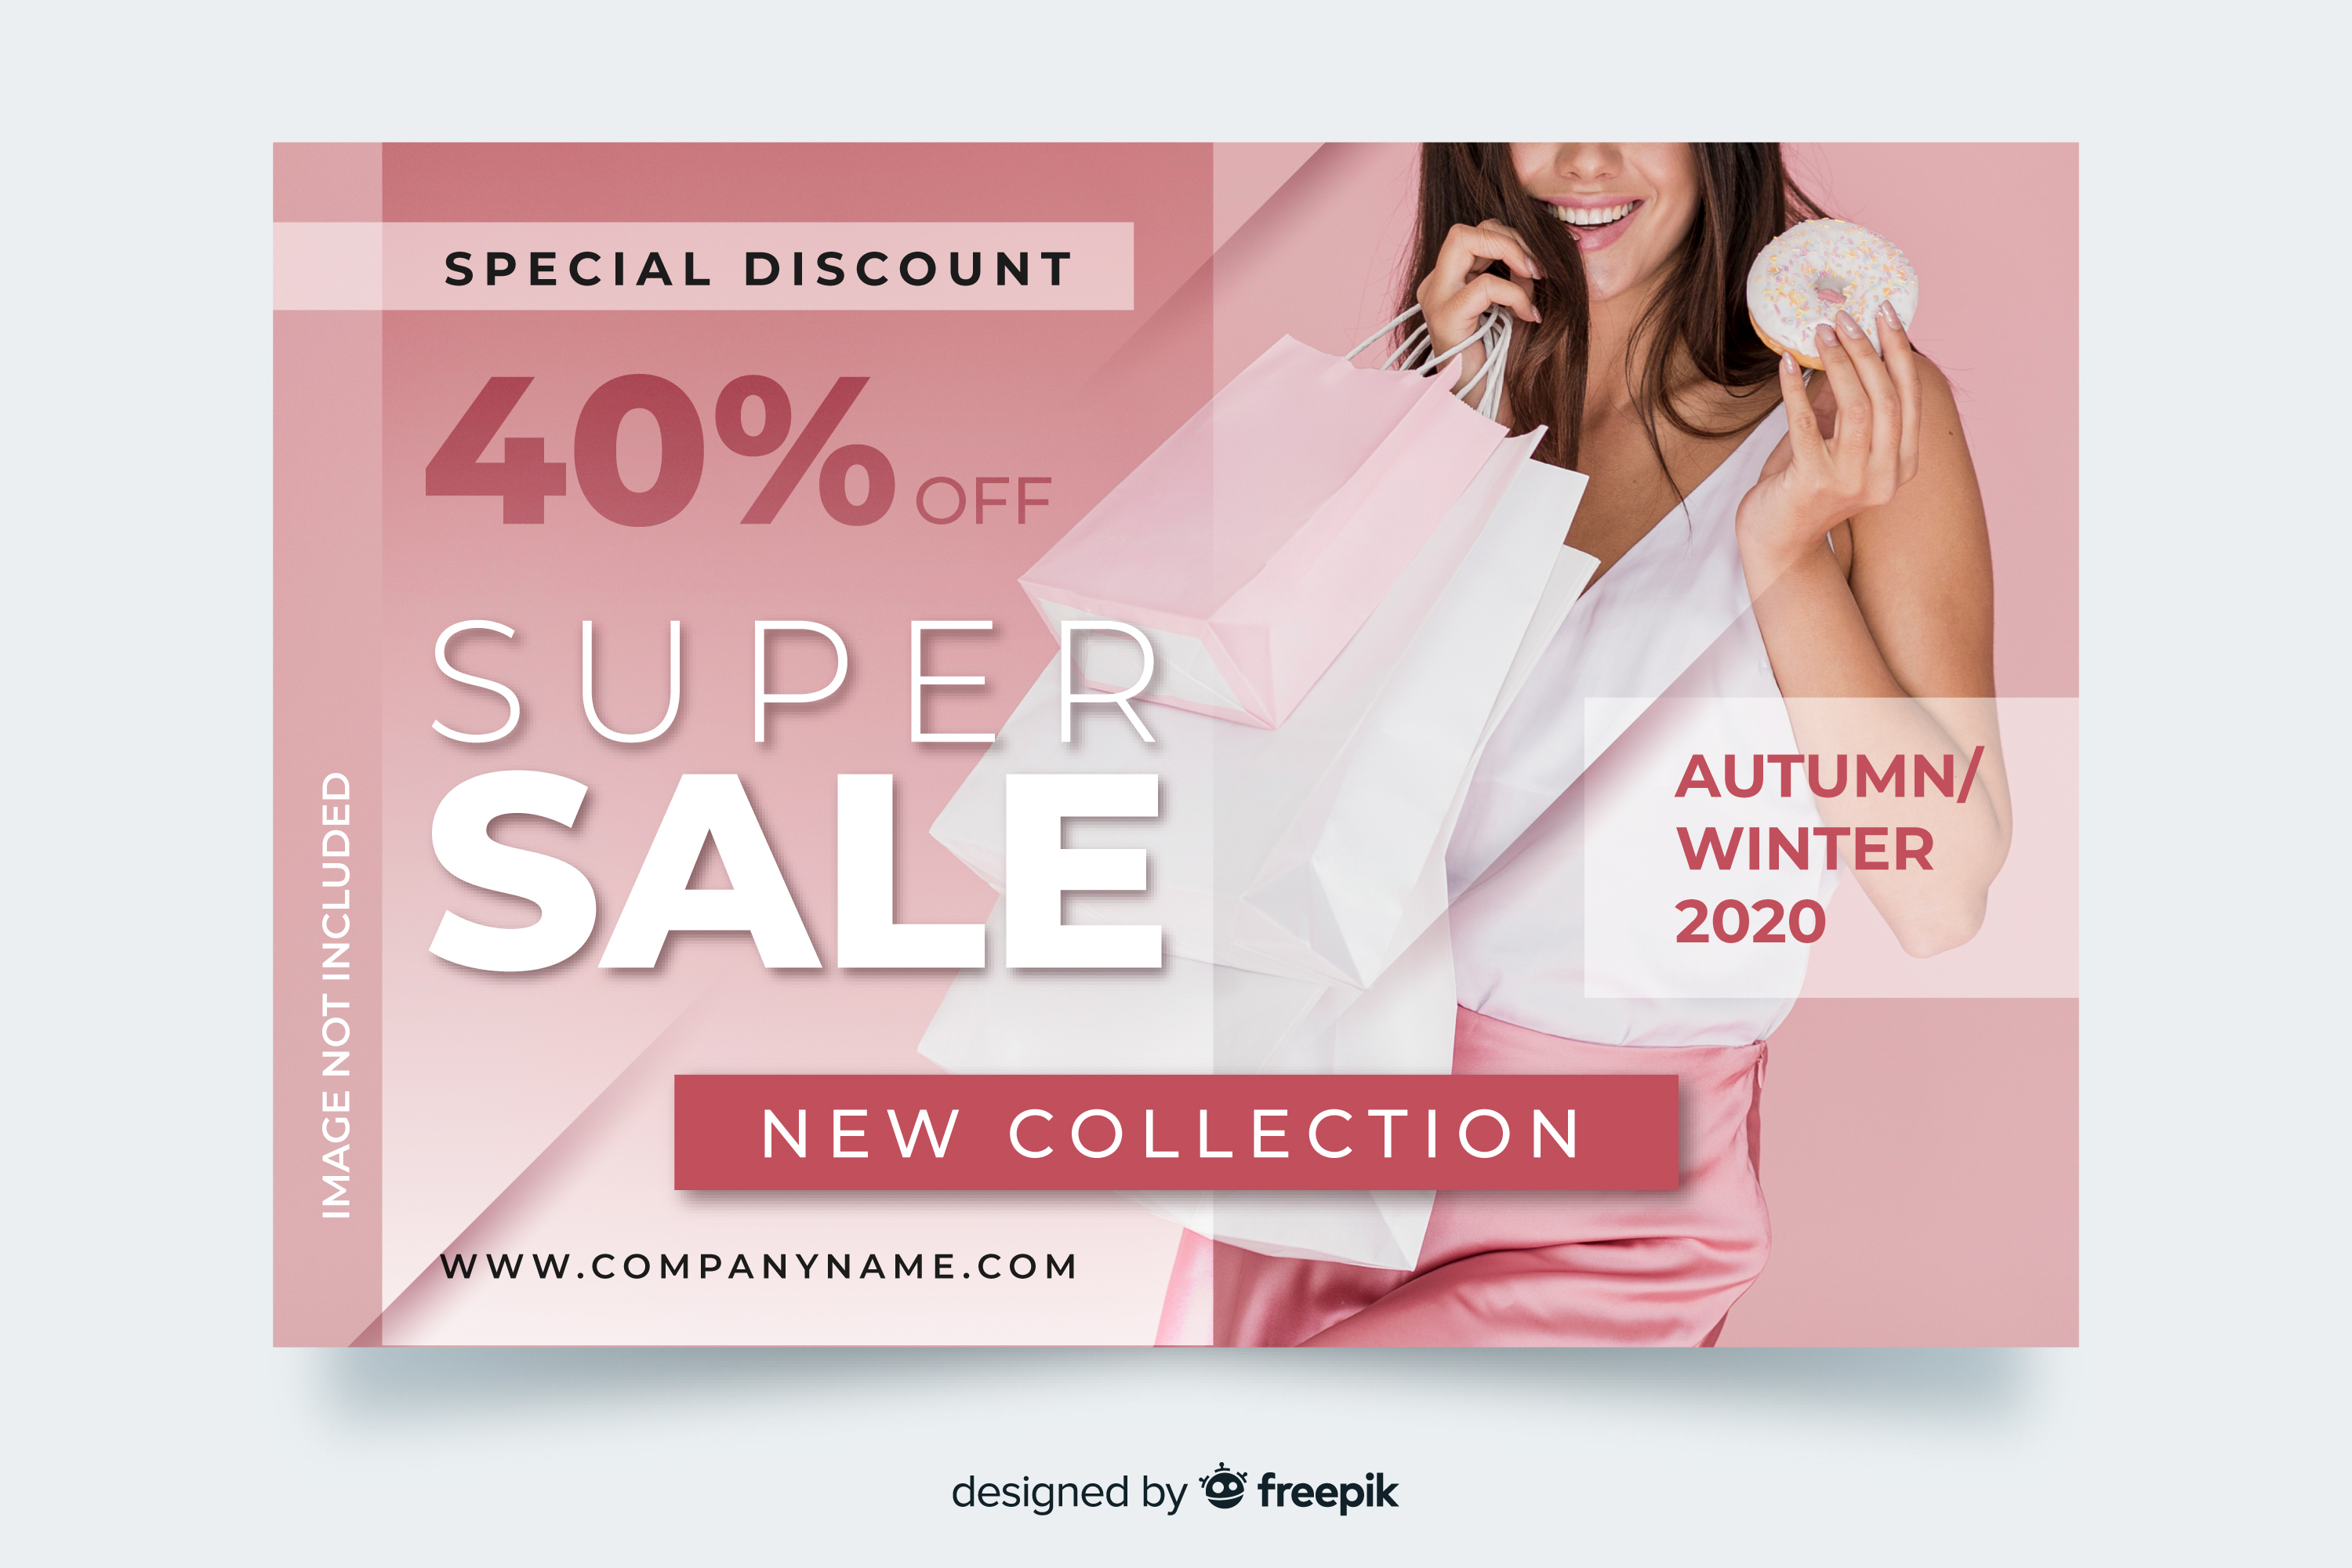 SPECIAL DISCOUNT
40% OFF
SUPER
SALE
NEW COLLECTION
WWW.COMPANYNAME.COM
IMAGE NOT INCLUDED
AUTUMN/
WINTER
2020
designed by freepik